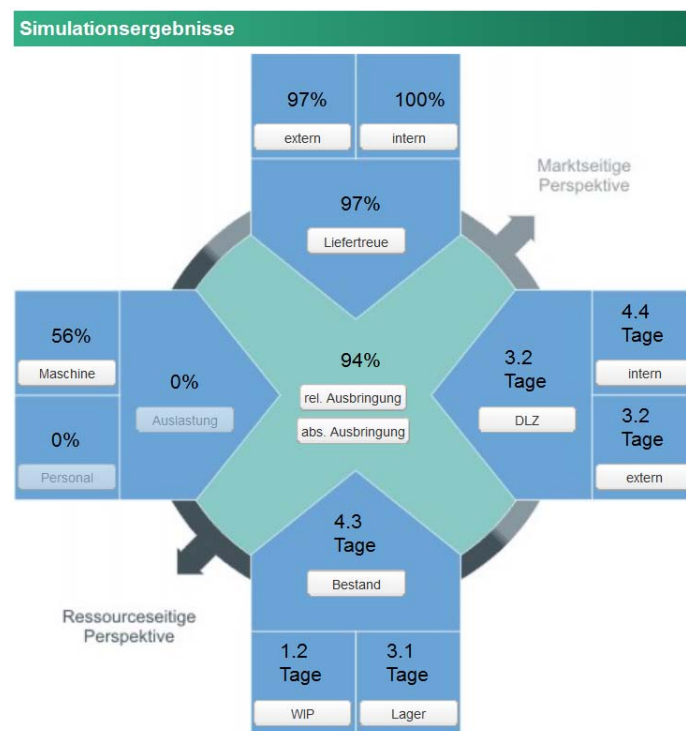 Simulationsergebnisse
97%
100%
extern
intern
Marktseitige
Perspektive
97%
Liefertreue
56%
Maschine
0%
Auslastung
0%
Personal
94%
rel. Ausbringung
abs. Ausbringung
3.2
Tage
DLZ
4.4
Tage
intern
3.2
Tage
extern
4.3
Tage
Bestand
Ressourceseitige
Perspektive
1.2
Tage
WIP
3.1
Tage
Lager